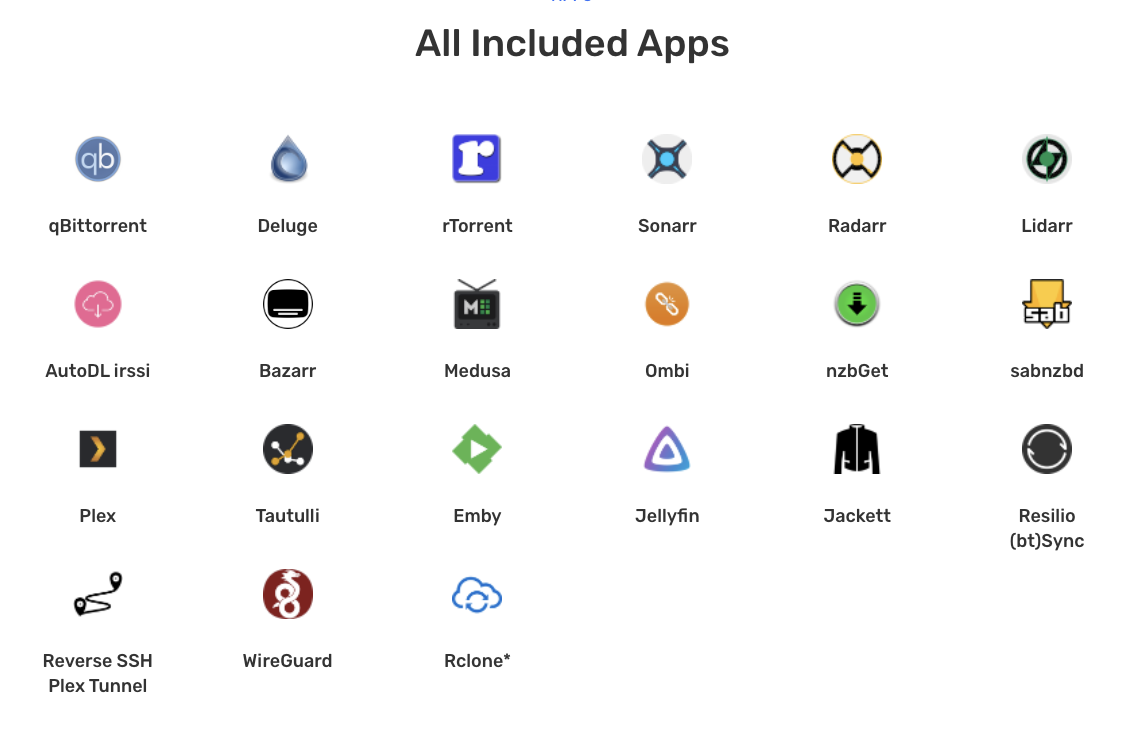 All Included Apps
qb
r
qBittorrent Deluge rTorrent Sonarr Radarr Lidarr
M
sab
AutoDL irssi Bazarr Medusa Ombi nzbGet sabnzbd
Plex Tautulli Emby Jellyfin Jackett Resilio
(bt)Sync
Reverse SSH WireGuard Rclone*
Plex Tunnel